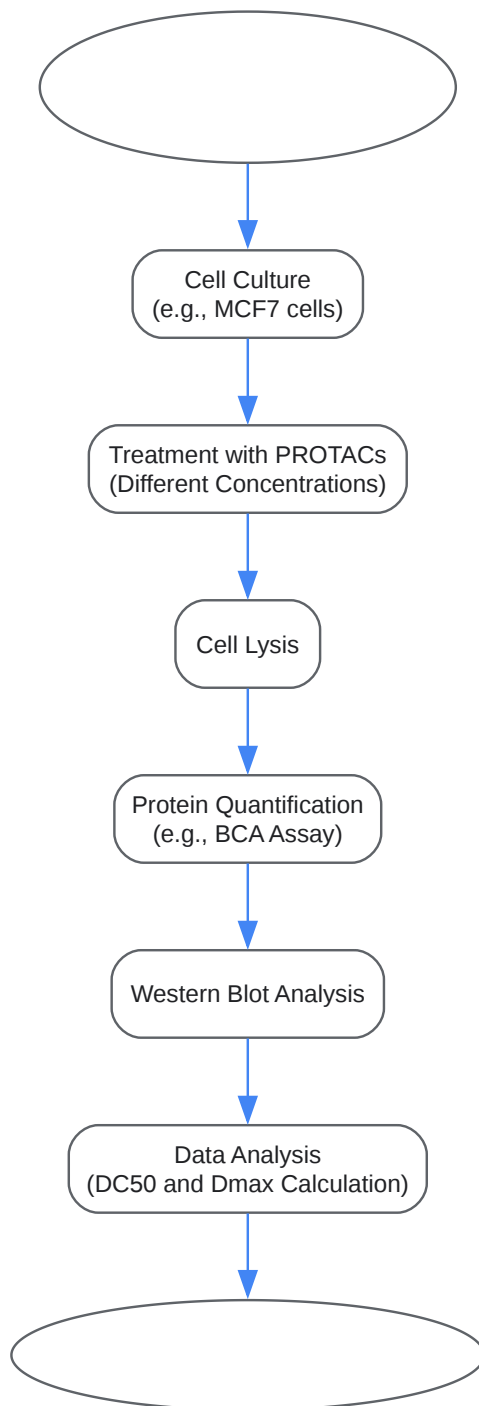 Cell Culture
(e.g., MCF7 cells)
Treatment with PROTACs
(Different Concentrations)
Cell Lysis
Protein Quantification
(e.g., BCA Assay)
Western Blot Analysis
Data Analysis
(DC50 and Dmax Calculation)